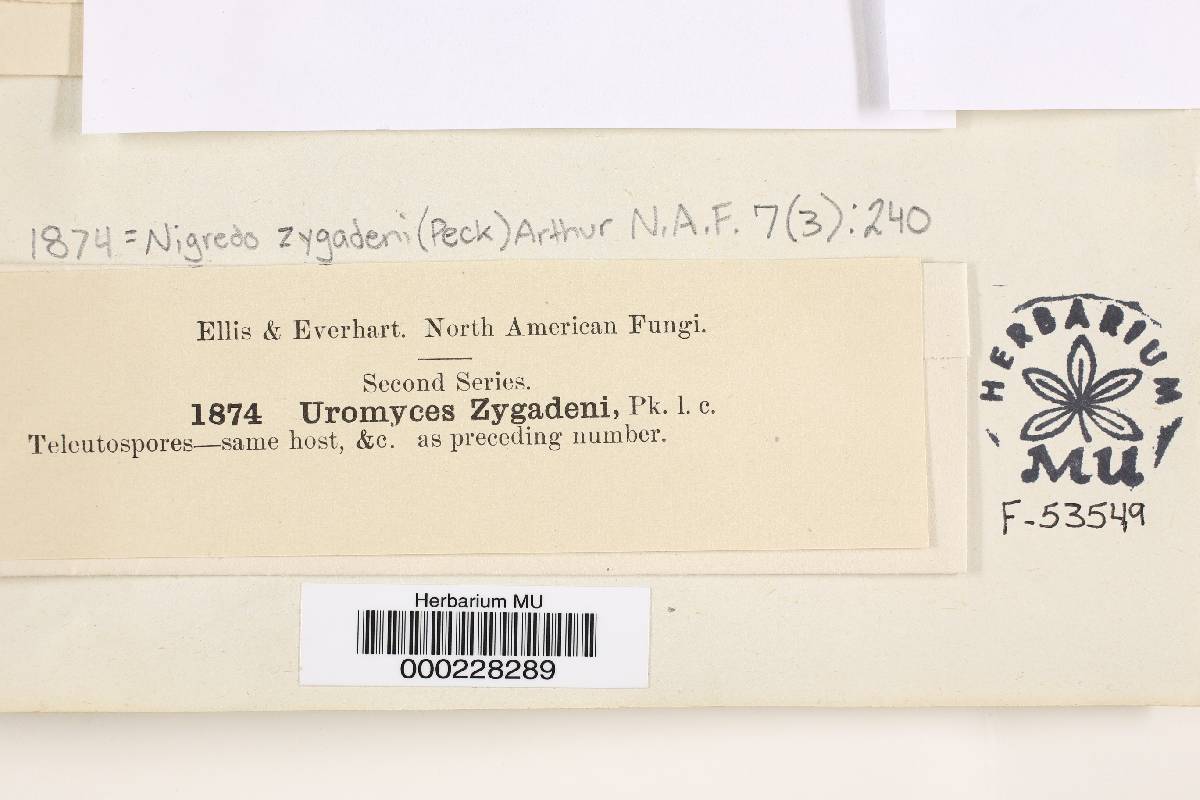 1874 = Nigredo zygadeni (Peck) Arthur N.A.F. 7(3):240
Ellis & Everhart. North American Fungi.
Second Series.
1874 Uromyces Zygadeni, Pk. l. c.
Teleutospores—same host, &c. as preceding number.
HERBARIUM
MU
F-53549
Herbarium MU
000228289